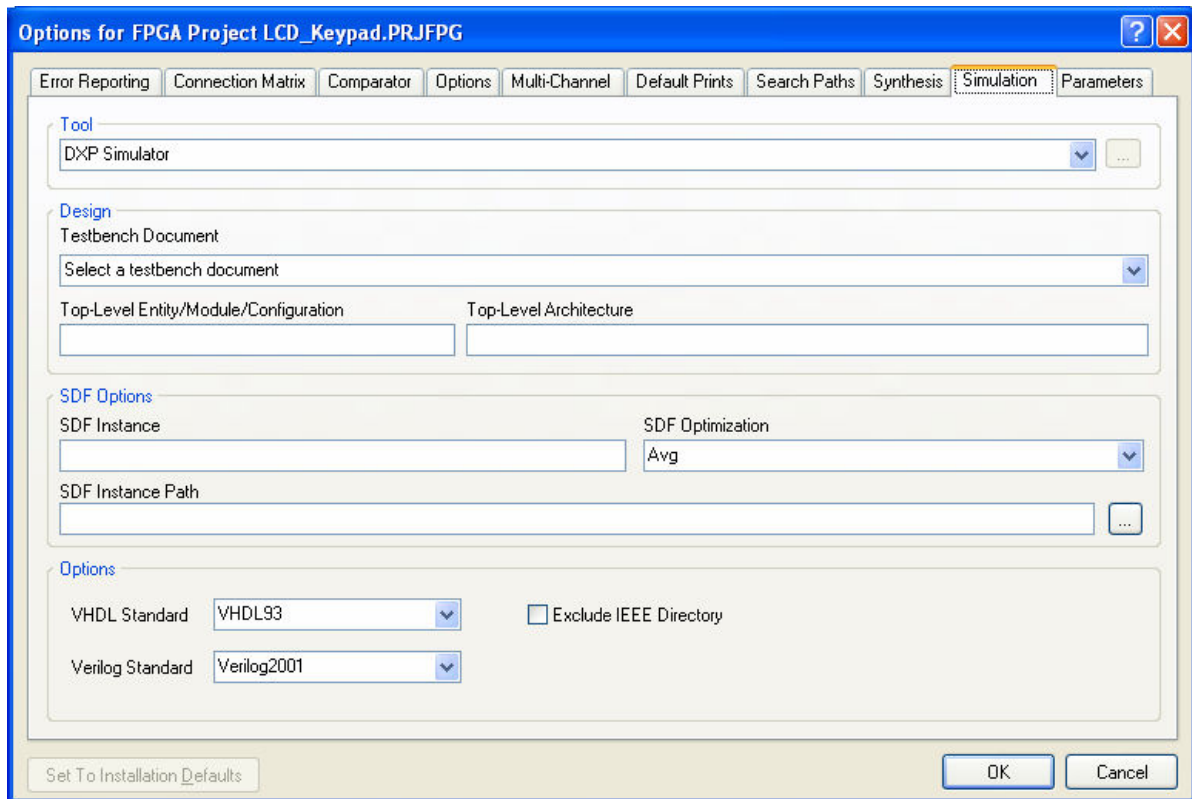 Options for FPGA Project LCD_Keypad.PRJFPG
Error Reporting Connection Matrix Comparator Options Multi-Channel Default Prints Search Paths Synthesis Simulation Parameters
Tool
DXP Simulator
...
Design
Testbench Document
Select a testbench document
Top-Level Entity/Module/Configuration Top-Level Architecture
SDF Options
SDF Instance SDF Optimization
Avg
SDF Instance Path
...
Options
VHDL Standard VHDL93 Exclude IEEE Directory
Verilog Standard Verilog2001
Set To Installation Defaults OK Cancel